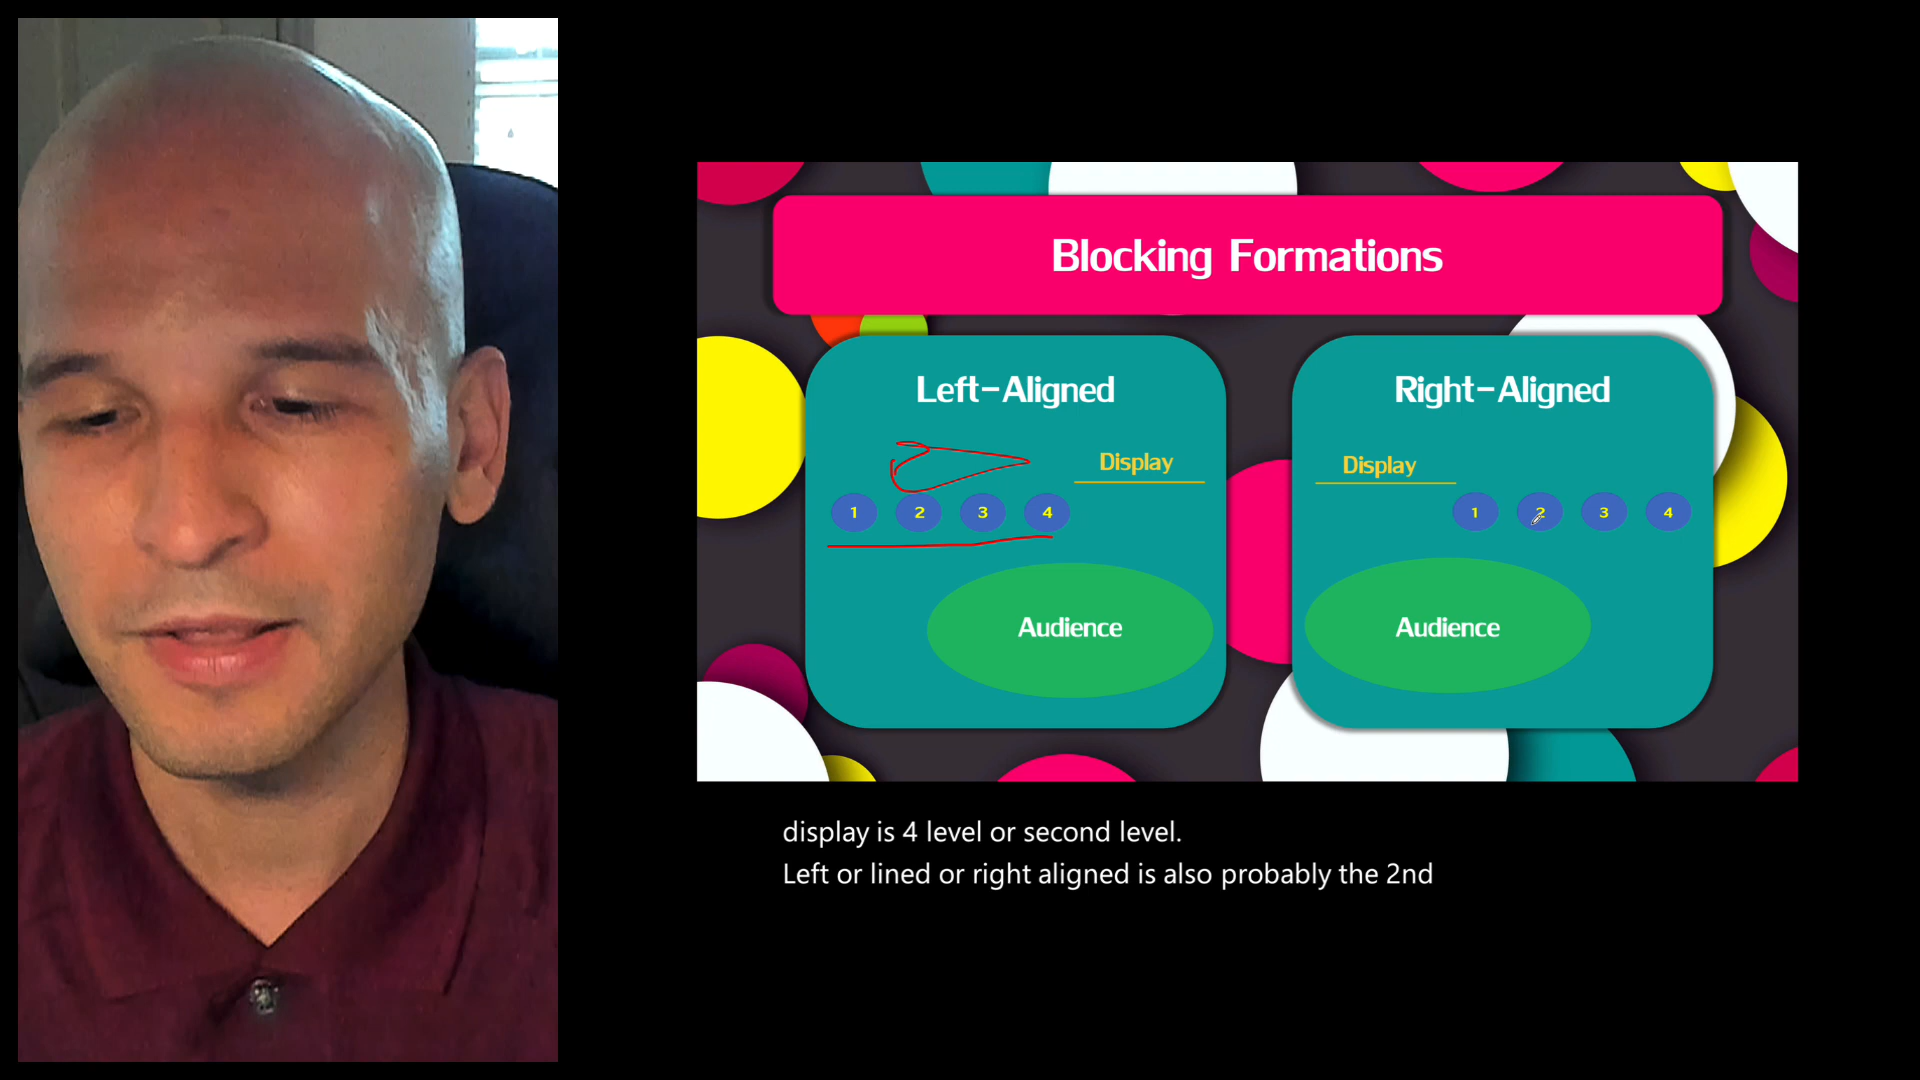 Blocking Formations
Left-Aligned
Display
1 2 3 4
Audience
Right-Aligned
Display
1 2 3 4
Audience
display is 4 level or second level.
Left or lined or right aligned is also probably the 2nd